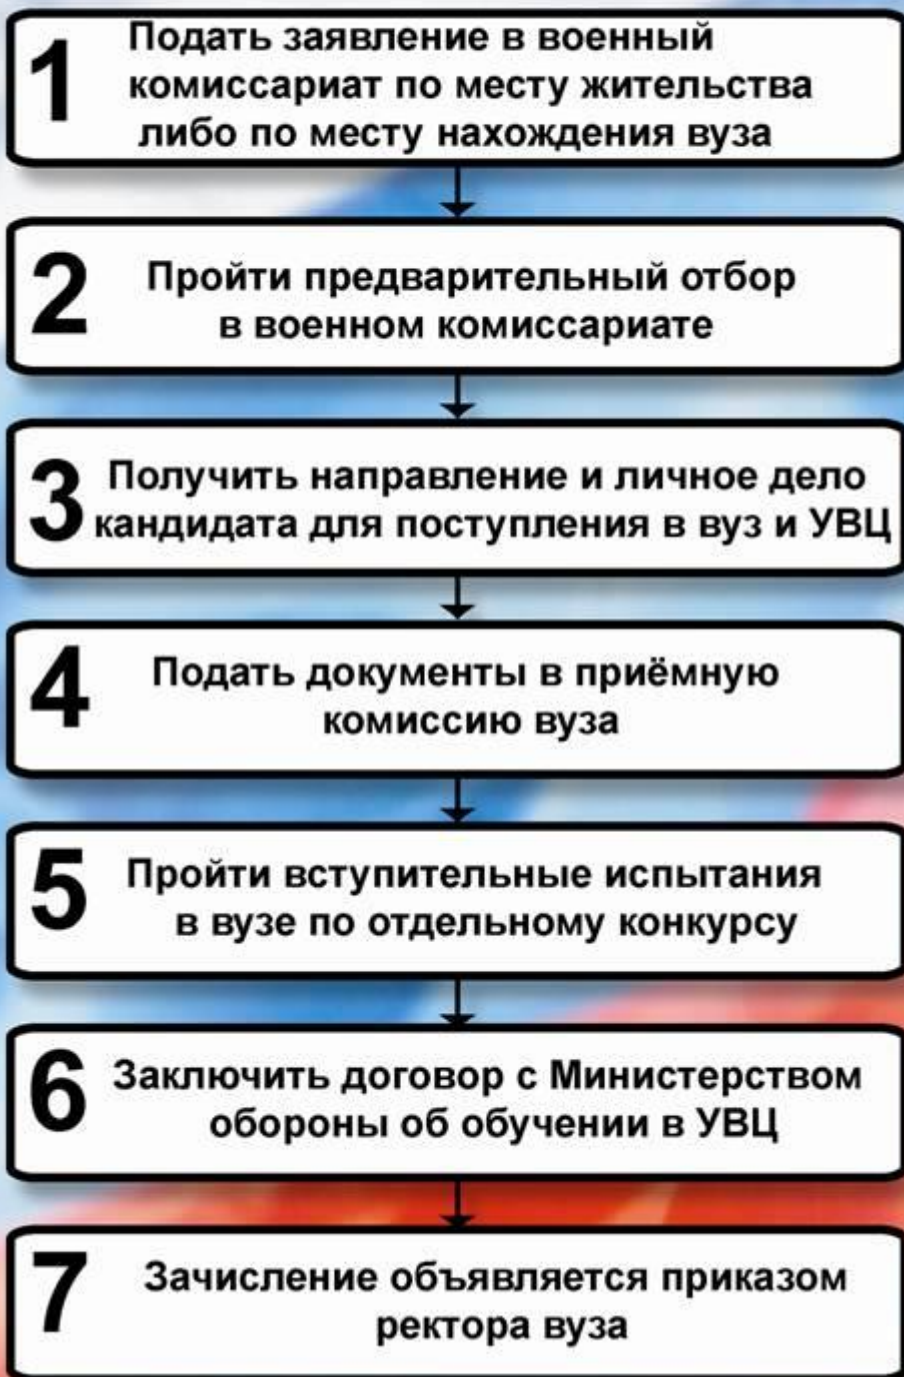 1
Подать заявление в военный
комиссариат по месту жительства
либо по месту нахождения вуза
2
Пройти предварительный отбор
в военном комиссариате
3
Получить направление и личное дело
кандидата для поступления в вуз и УВЦ
4
Подать документы в приёмную
комиссию вуза
5
Пройти вступительные испытания
в вузе по отдельному конкурсу
6
Заключить договор с Министерством
обороны об обучении в УВЦ
7
Зачисление объявляется приказом
ректора вуза